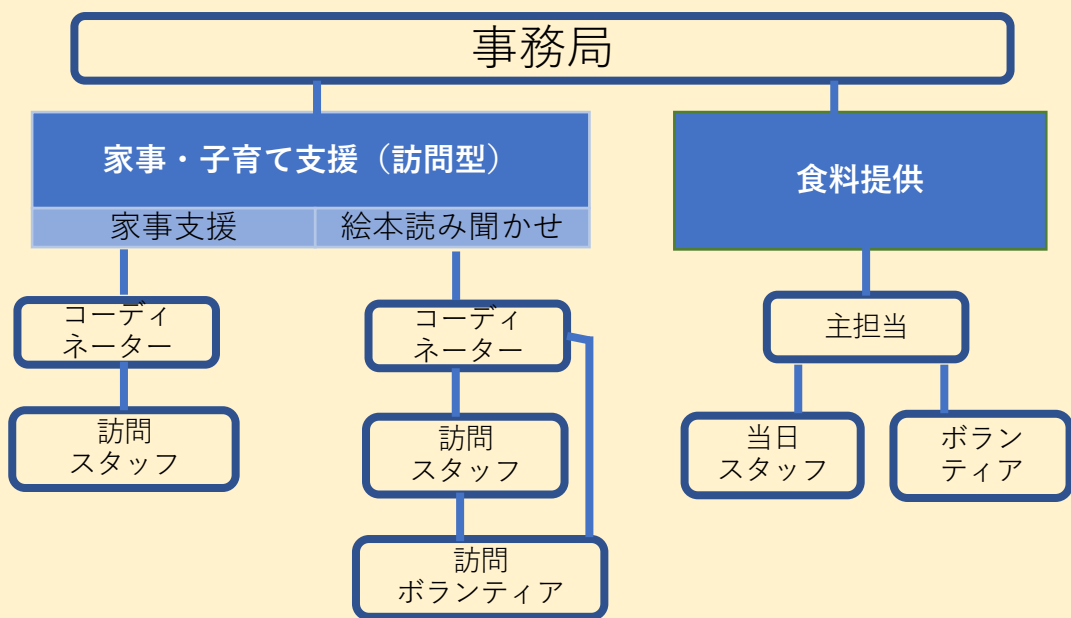 事務局
家事・子育て支援（訪問型）
家事支援
絵本読み聞かせ
食料提供
コーディ
ネーター
訪問
スタッフ
コーディ
ネーター
訪問
スタッフ
訪問
ボランティア
主担当
当日
スタッフ
ボラン
ティア